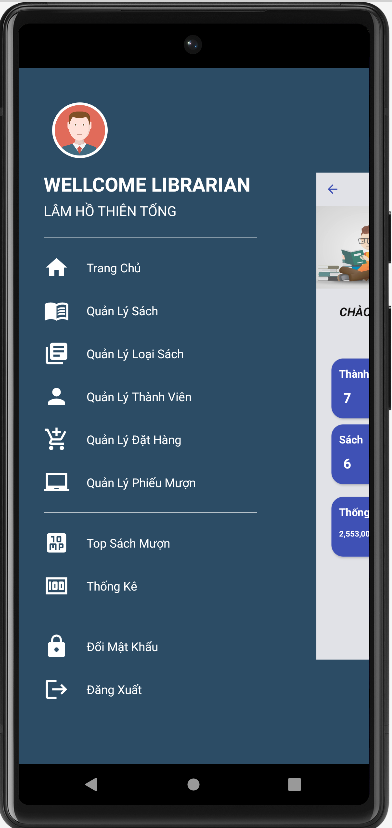 WELLCOME LIBRARIAN
LÂM HỒ THIÊN TỐNG
Trang Chủ
Quản Lý Sách
Quản Lý Loại Sách
Quản Lý Thành Viên
Quản Lý Đặt Hàng
Quản Lý Phiếu Mượn
Top Sách Mượn
Thống Kê
Đổi Mật Khẩu
Đăng Xuất
CHÀO
Thành
7
Sách
6
Thống
2,553,00